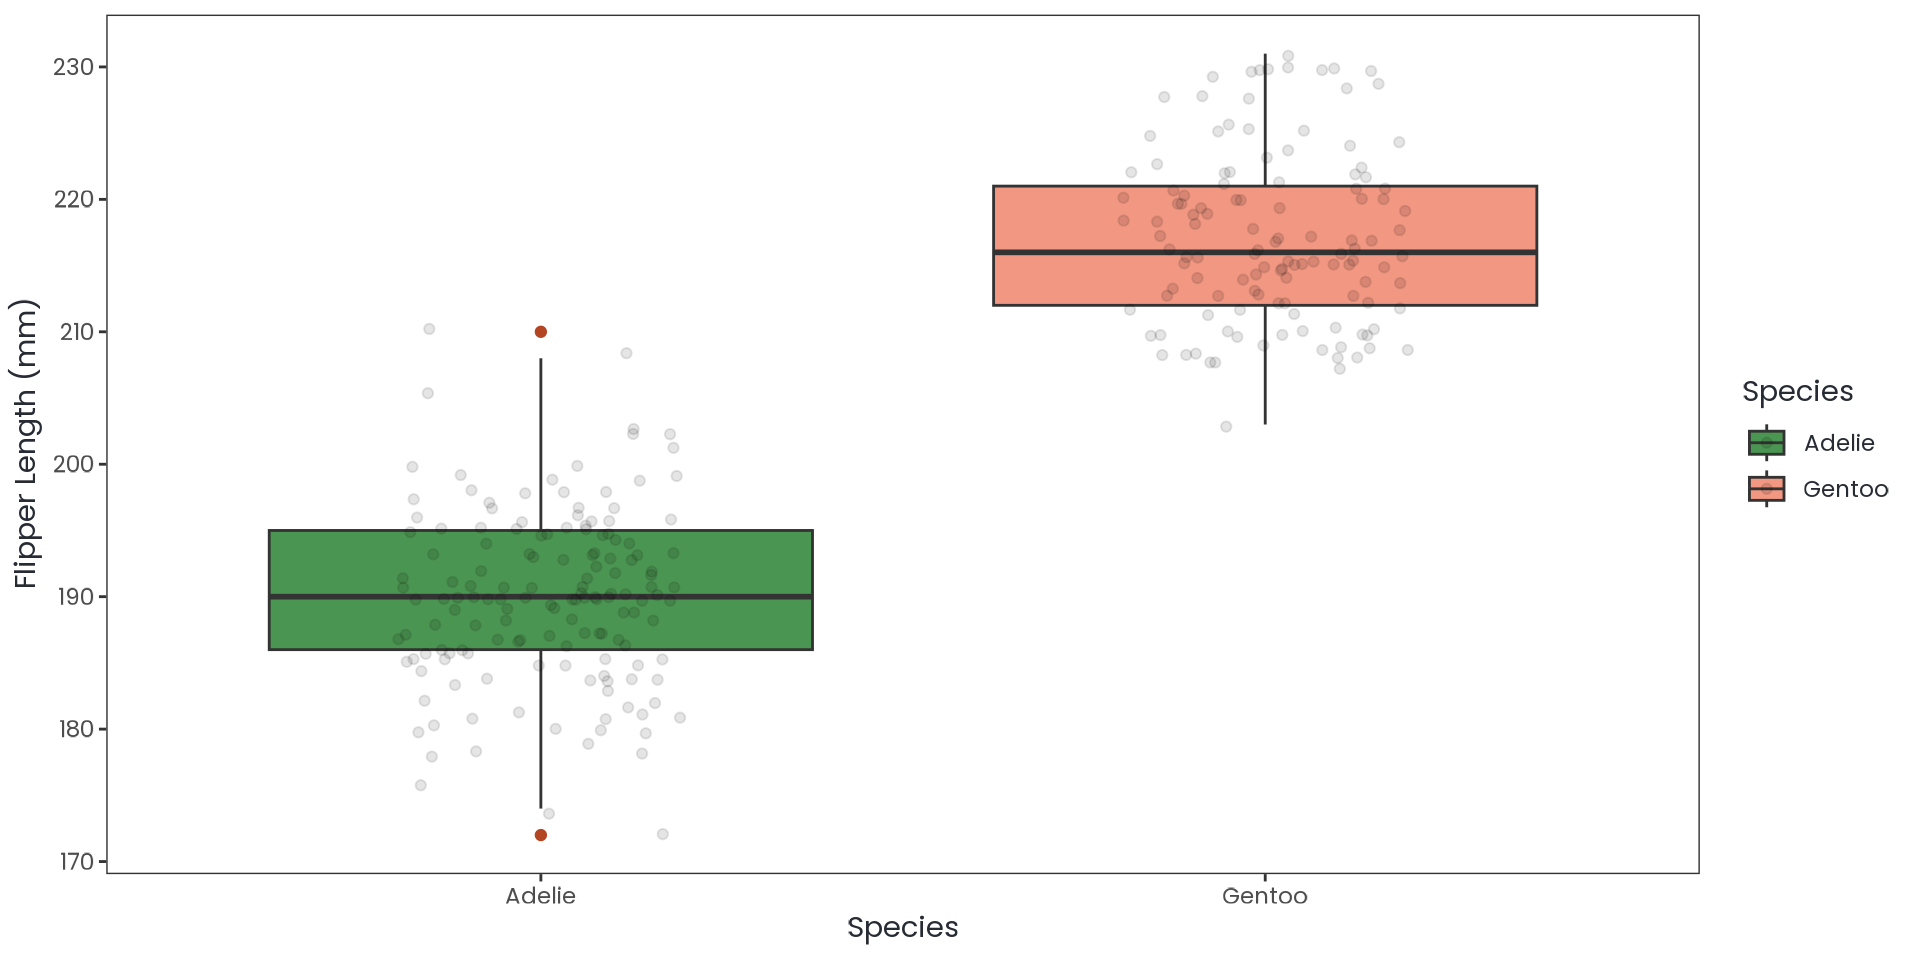 Flipper Length (mm)
230
220
210
200
190
180
170
Adelie
Gentoo
Species
Species
Adelie
Gentoo